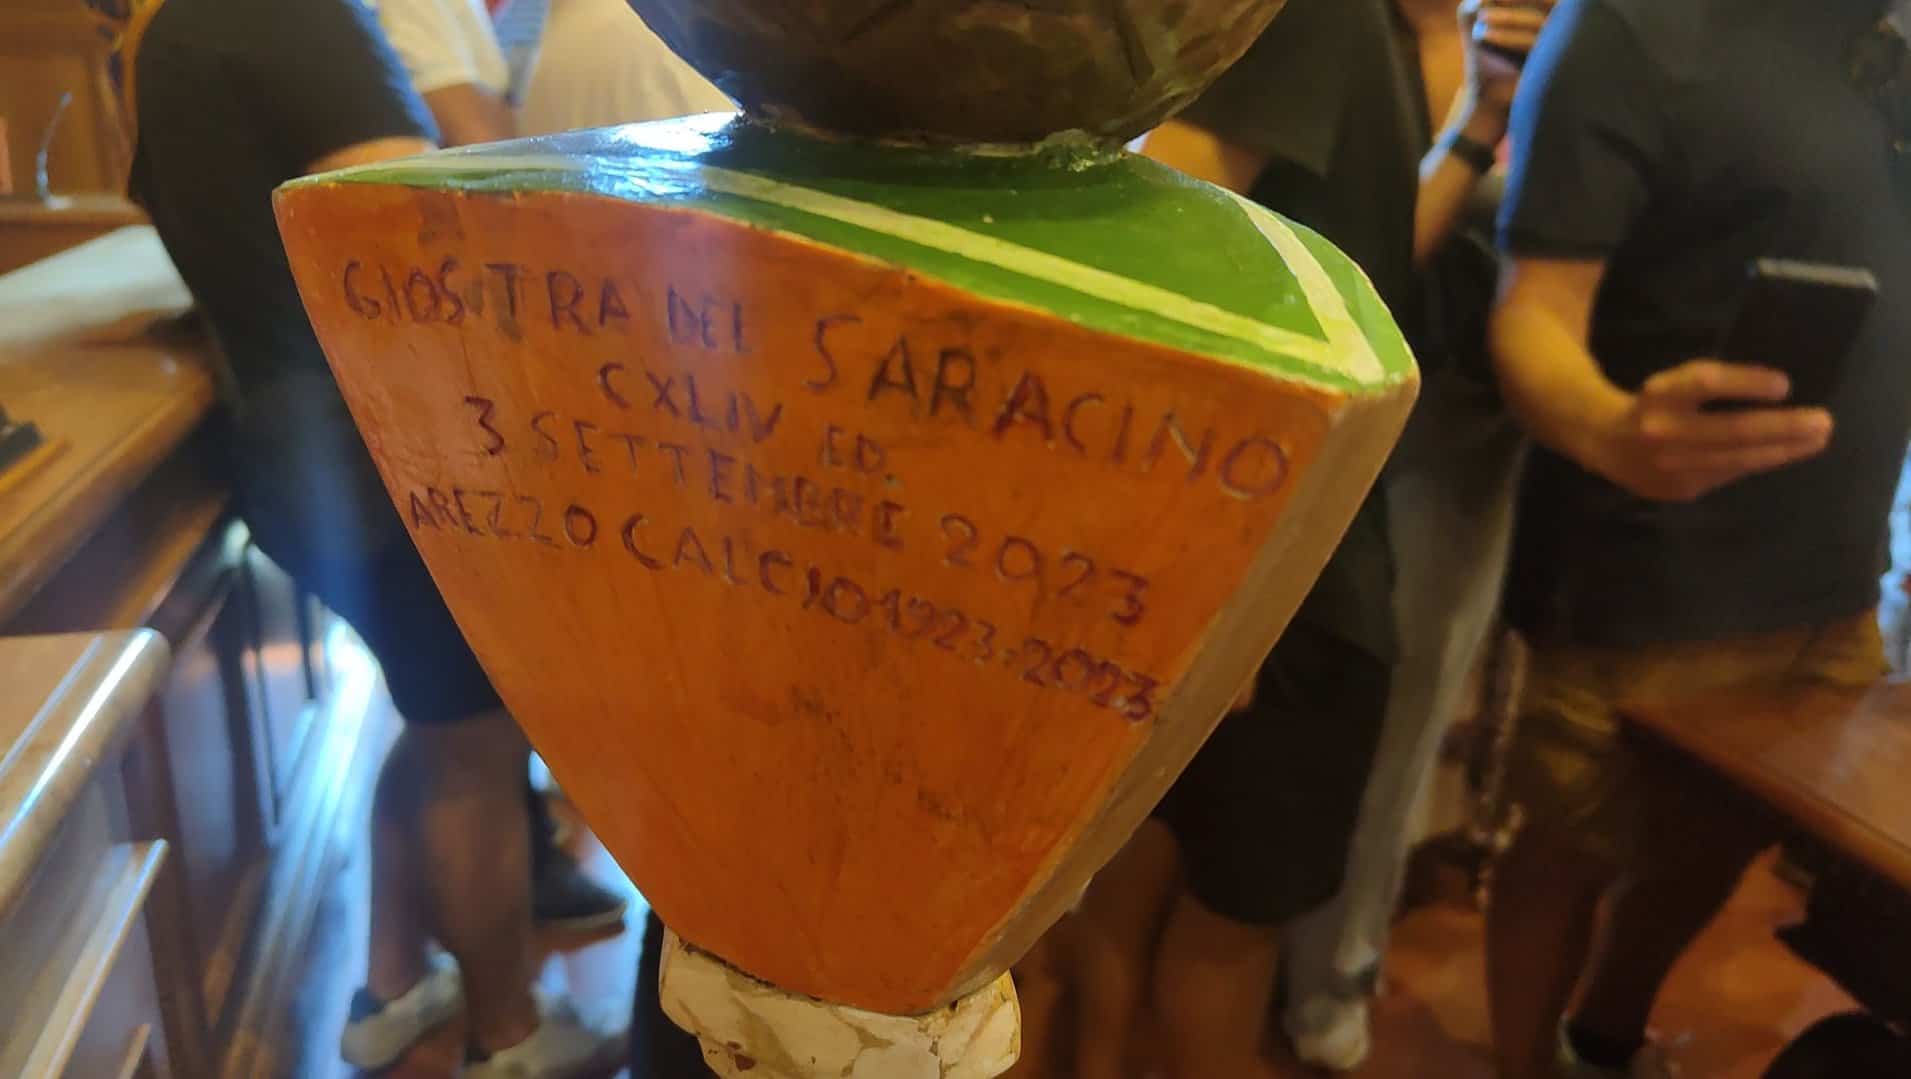 GIOSTRA DEL SARACINO
CXLIV ED.
3 SETTEMBRE 2023
AREZZO CALCIO 1923-2023